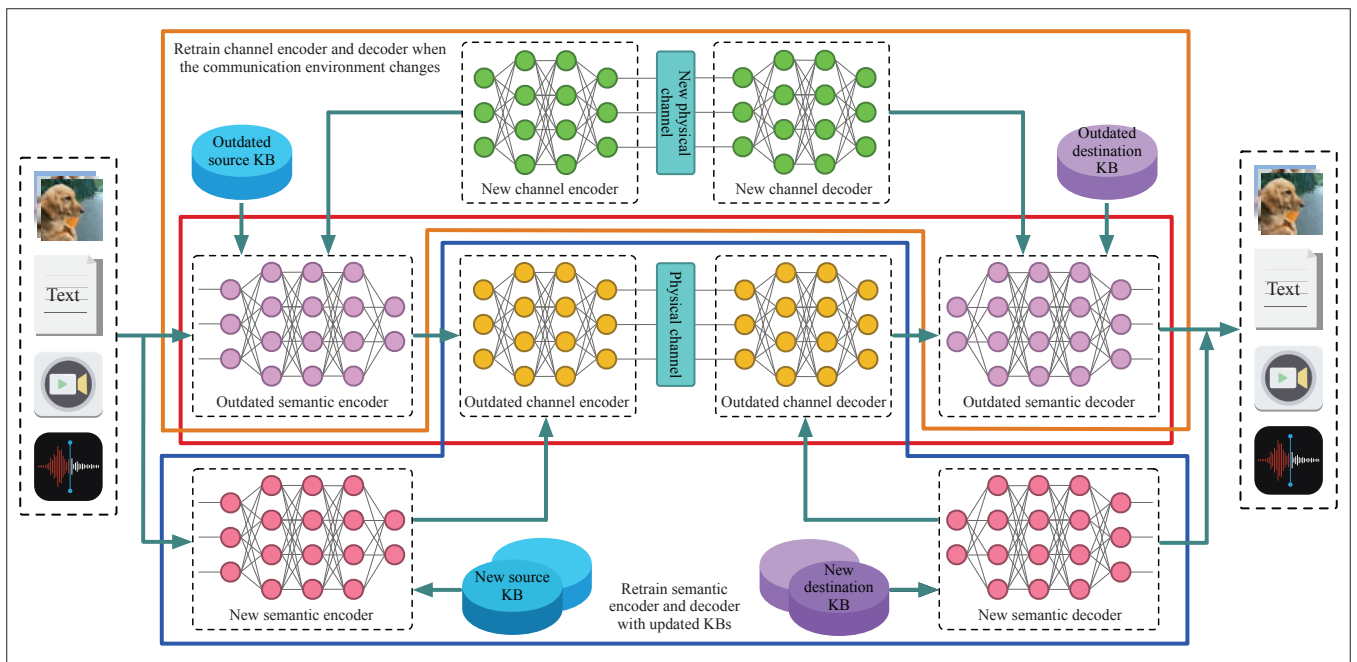 Retrain channel encoder and decoder when
the communication environment changes
New physical
channel
New channel encoder
New channel decoder
Outdated
source KB
Outdated
destination
KB
Text
Text
Physical channel
Outdated semantic encoder
Outdated channel encoder
Outdated channel decoder
Outdated semantic decoder
New source
KB
Retrain semantic
encoder and decoder
with updated KBs
New
destination
KB
New semantic encoder
New semantic decoder